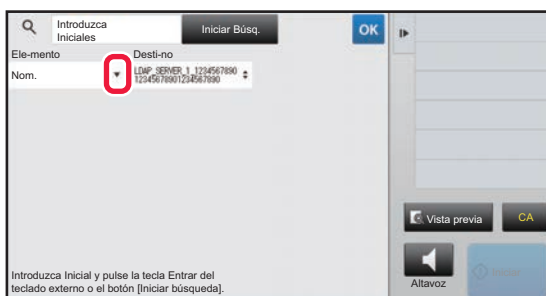 Introduzca
Iniciales
Iniciar Búsq.
OK
Ele-mento
Desti-no
Nom.
LDAP_SERVER_1_1234567890
12345678901234567890
Vista previa
CA
Altavoz
Introduzca Inicial y pulse la tecla Entrar del
teclado externo o el botón [Iniciar búsqueda].